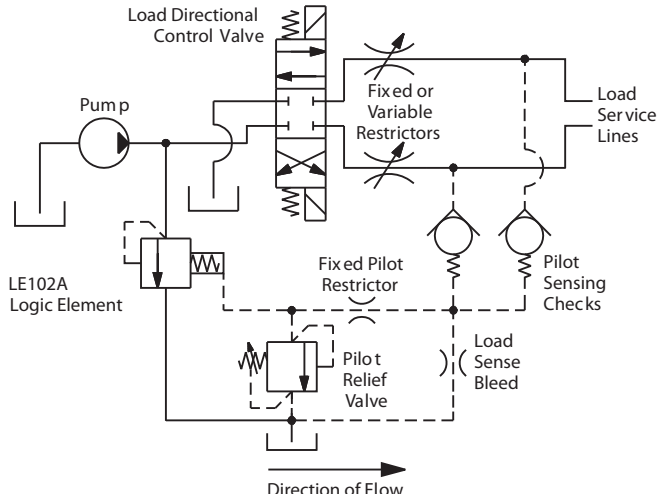 Load Directional
Control Valve
Pump
Fixed or
Variable
Restrictors
Load
Service
Lines
LE102A
Logic Element
Fixed Pilot
Restrictor
Pilot
Sensing
Checks
Pilot
Relief
Valve
Load
Sense
Bleed
Direction of Flow